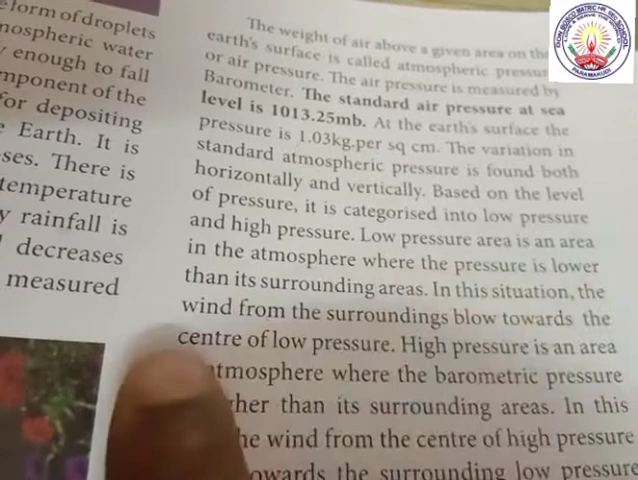 e form of droplets
nospheric water
y enough to fall
mponent of the
for depositing
e Earth. It is
ses. There is
temperature
y rainfall is
decreases
measured
The weight of air above a given area on the
earth's surface is called atmospheric pressure
or air pressure. The air pressure is measured by
Barometer. The standard air pressure at sea
level is 1013.25mb. At the earth's surface the
pressure is 1.03kg.per sq cm. The variation in
standard atmospheric pressure is found both
horizontally and vertically. Based on the level
of pressure, it is categorised into low pressure
and high pressure. Low pressure area is an area
in the atmosphere where the pressure is lower
than its surrounding areas. In this situation, the
wind from the surroundings blow towards the
centre of low pressure. High pressure is an area
atmosphere where the barometric pressure
her than its surrounding areas. In this
he wind from the centre of high pressure
owards the surrounding low pressure
DON BOSCO MATRIC HR SEC SCHOOL
PARAMAKUDI